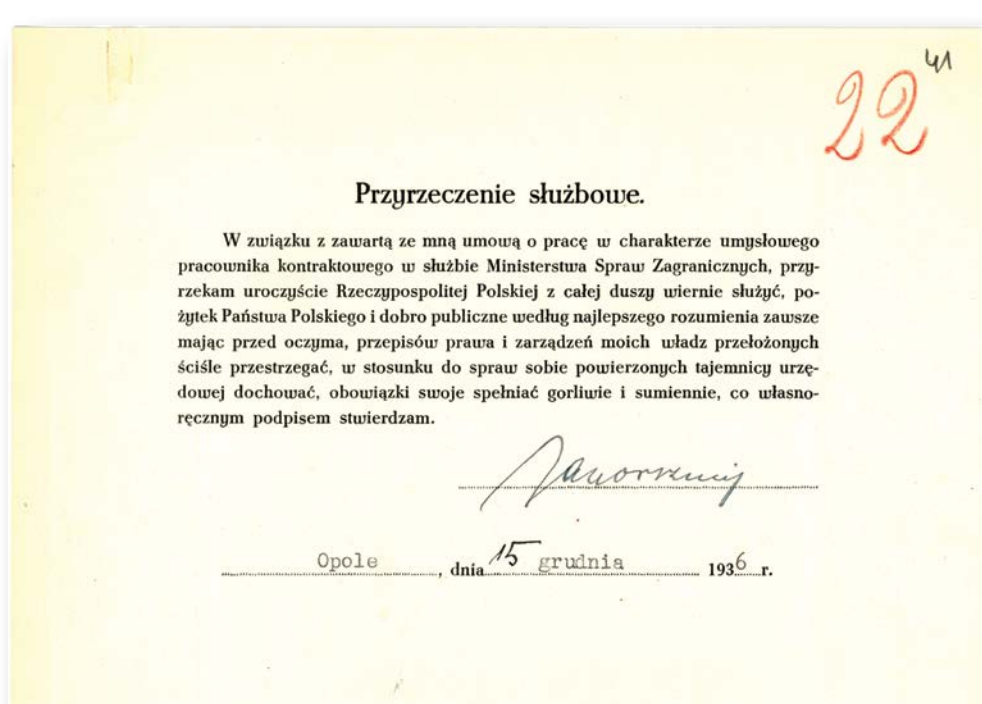 41
22
Przyrzeczenie służbowe.
W związku z zawartą ze mną umową o pracę w charakterze umysłowego
pracownika kontraktowego w służbie Ministerstwa Spraw Zagranicznych, przy-
rzekam uroczyście Rzeczypospolitej Polskiej z całej duszy wiernie służyć, po-
żytek Państwa Polskiego i dobro publiczne według najlepszego rozumienia zawsze
mając przed oczyma, przepisów prawa i zarządzeń moich władz przełożonych
ściśle przestrzegać, w stosunku do spraw sobie powierzonych tajemnicy urzę-
dowej dochować, obowiązki swoje spełniać gorliwie i sumiennie, co własno-
ręcznym podpisem stwierdzam.
Opole, dnia 15 grudnia 1936 r.